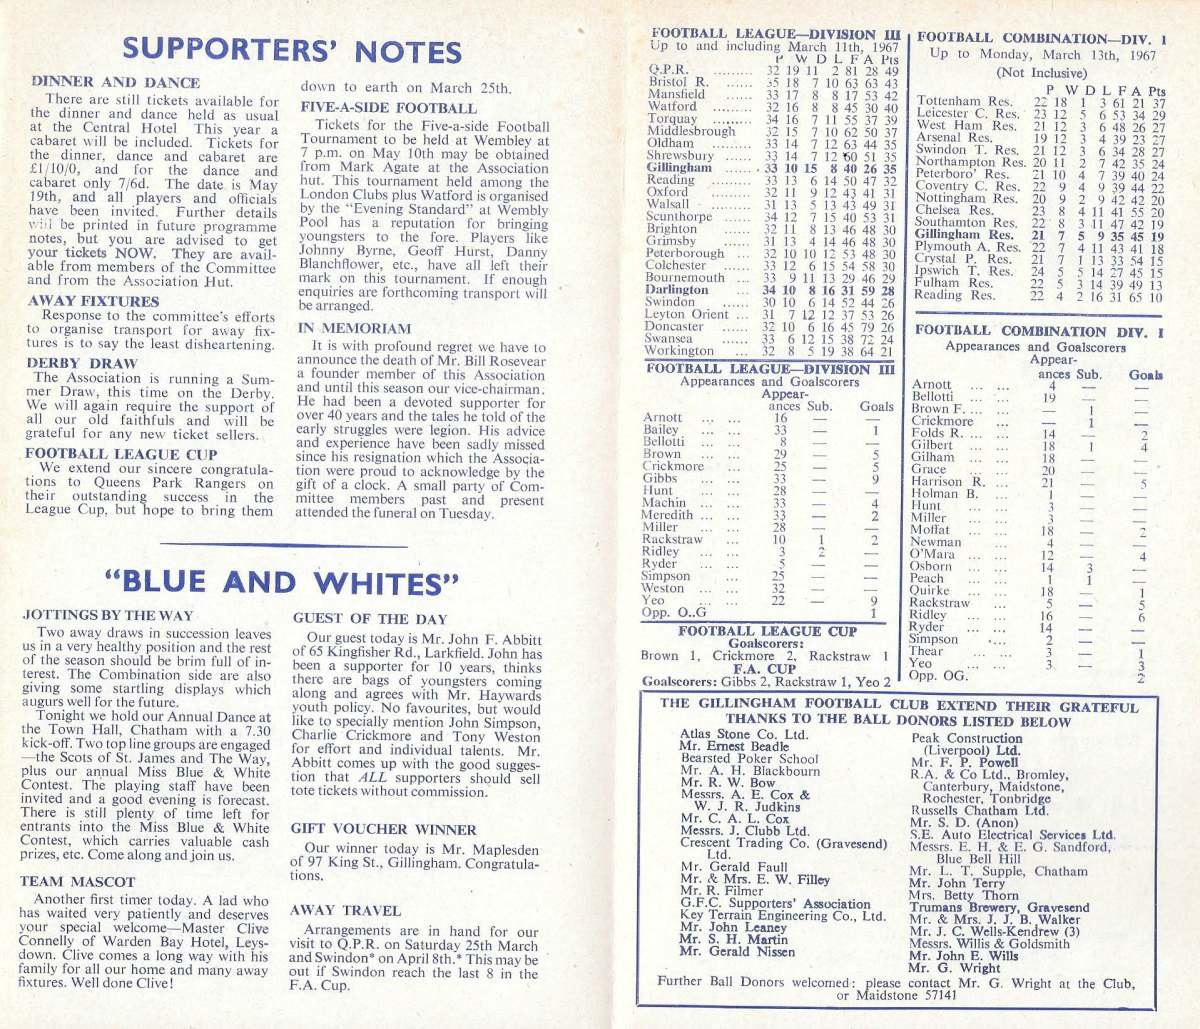 SUPPORTERS' NOTES
DINNER AND DANCE
There are still tickets available for
the dinner and dance held as usual
at the Central Hotel This year a
cabaret will be included. Tickets for
the dinner, dance and cabaret are
£1/10/0, and for the dance and
cabaret only 7/6d. The date is May
19th, and all players and officials
have been invited. Further details
will be printed in future programme
notes, but you are advised to get
your tickets NOW. They are avail-
able from members of the Committee
and from the Association Hut.
AWAY FIXTURES
Response to the committee's efforts
to organise transport for away fix-
tures is to say the least disheartening.
DERBY DRAW
The Association is running a Sum-
mer Draw, this time on the Derby.
We will again require the support of
all our old faithfuls and will be
grateful for any new ticket sellers.
FOOTBALL LEAGUE CUP
We extend our sincere congratula-
tions to Queens Park Rangers on
their outstanding success in the
League Cup, but hope to bring them
down to earth on March 25th.
FIVE-A-SIDE FOOTBALL
Tickets for the Five-a-side Football
Tournament to be held at Wembley at
7 p.m. on May 10th may be obtained
from Mark Agate at the Association
hut. This tournament held among the
London Clubs plus Watford is organised
by the "Evening Standard" at Wembly
Pool has a reputation for bringing
youngsters to the fore. Players like
Johnny Byrne, Geoff Hurst, Danny
Blanchflower, etc., have all left their
mark on this tournament. If enough
enquiries are forthcoming transport will
be arranged.
IN MEMORIAM
It is with profound regret we have to
announce the death of Mr. Bill Rosevear
a founder member of this Association
and until this season our vice-chairman.
He had been a devoted supporter for
over 40 years and the tales he told of the
early struggles were legion. His advice
and experience have been sadly missed
since his resignation which the Associa-
tion were proud to acknowledge by the
gift of a clock. A small party of Com-
mittee members past and present
attended the funeral on Tuesday.
"BLUE AND WHITES"
JOTTINGS BY THE WAY
Two away draws in succession leaves
us in a very healthy position and the rest
of the season should be brim full of in-
terest. The Combination side are also
giving some startling displays which
augurs well for the future.
Tonight we hold our Annual Dance at
the Town Hall, Chatham with a 7.30
kick-off. Two top line groups are engaged
—the Scots of St. James and The Way,
plus our annual Miss Blue & White
Contest. The playing staff have been
invited and a good evening is forecast.
There is still plenty of time left for
entrants into the Miss Blue & White
Contest, which carries valuable cash
prizes, etc. Come along and join us.
TEAM MASCOT
Another first timer today. A lad who
has waited very patiently and deserves
your special welcome—Master Clive
Connelly of Warden Bay Hotel, Leys-
down. Clive comes a long way with his
family for all our home and many away
fixtures. Well done Clive!
GUEST OF THE DAY
Our guest today is Mr. John F. Abbitt
of 65 Kingfisher Rd., Larkfield. John has
been a supporter for 10 years, thinks
there are bags of youngsters coming
along and agrees with Mr. Haywards
youth policy. No favourites, but would
like to specially mention John Simpson,
Charlie Crickmore and Tony Weston
for effort and individual talents. Mr.
Abbitt comes up with the good sugges-
tion that ALL supporters should sell
tote tickets without commission.
GIFT VOUCHER WINNER
Our winner today is Mr. Maplesden
of 97 King St., Gillingham. Congratula-
tions.
AWAY TRAVEL
Arrangements are in hand for our
visit to Q.P.R. on Saturday 25th March
and Swindon* on April 8th.* This may be
out if Swindon reach the last 8 in the
F.A. Cup.
FOOTBALL LEAGUE—DIVISION III
Up to and including March 11th, 1967
P W D L F A Pts
Q.P.R. ......... 32 19 11 2 81 28 49
Bristol R. ...... 35 18 7 10 63 63 43
Mansfield ...... 33 17 8 8 17 53 42
Watford ...... 32 16 8 8 45 30 40
Torquay ......... 34 16 7 11 55 37 39
Middlesbrough 32 15 7 10 62 50 37
Oldham ...... 33 14 7 12 63 44 35
Shrewsbury ...... 33 14 7 12 60 51 35
Gillingham ...... 33 10 15 8 40 26 35
Reading ...... 33 13 6 14 50 47 32
Oxford ...... 32 11 9 12 43 41 31
Walsall ...... 31 13 5 13 43 49 31
Scunthorpe ... 34 12 7 15 40 53 31
Brighton ...... 32 11 8 13 46 48 30
Grimsby ...... 31 13 4 14 46 48 30
Peterborough ... 32 10 10 12 53 48 30
Colchester ...... 33 12 6 15 54 58 30
Bournemouth ... 33 9 11 13 29 46 29
Darlington ... 34 10 8 16 31 59 28
Swindon ...... 30 10 6 14 52 44 26
Leyton Orient ... 31 7 12 12 37 53 26
Doncaster ...... 32 10 6 16 45 79 26
Swansea ...... 33 6 12 15 38 72 24
Workington ... 32 8 5 19 38 64 21
FOOTBALL LEAGUE—DIVISION III
Appearances and Goalscorers
Appear-
ances Sub. Goals
Arnott ... ... 16 — —
Bailey ... ... 33 — 1
Bellotti ... ... 8 — —
Brown ... ... 29 — 5
Crickmore ... 25 — 5
Gibbs ... ... 33 — 9
Hunt ... ... 28 — —
Machin ... ... 33 — 4
Meredith ... ... 33 — 2
Miller ... ... 28 — —
Rackstraw ... 10 1 2
Ridley ... ... 3 2 —
Ryder ... ... 5 — —
Simpson ... 25 — —
Weston ... ... 32 — —
Yeo ... ... 22 — 9
Opp. O..G 1
FOOTBALL LEAGUE CUP
Goalscorers:
Brown 1, Crickmore 2, Rackstraw 1
F.A. CUP
Goalscorers: Gibbs 2, Rackstraw 1, Yeo 2
FOOTBALL COMBINATION—DIV. 1
Up to Monday, March 13th, 1967
(Not Inclusive)
P W D L F A Pts
Tottenham Res. 22 18 1 3 61 21 37
Leicester C. Res. 23 12 5 6 53 34 29
West Ham Res. 21 12 3 6 48 26 27
Arsenal Res. 19 12 3 4 39 23 27
Swindon T. Res. 21 12 3 6 34 28 27
Northampton Res. 20 11 2 7 42 35 24
Peterboro' Res. 21 10 4 7 39 40 24
Coventry C. Res. 22 9 4 9 39 44 22
Nottingham Res. 20 9 2 9 42 42 20
Chelsea Res. 23 8 4 11 41 55 20
Southamton Res. 22 8 3 11 47 42 19
Gillingham Res. 21 7 5 9 35 45 19
Plymouth A. Res. 22 7 4 11 43 41 18
Crystal P. Res. 21 7 1 13 33 54 15
Ipswich T. Res. 24 5 5 14 27 45 15
Fulham Res. 22 5 3 14 39 49 13
Reading Res. 22 4 2 16 31 65 10
FOOTBALL COMBINATION DIV. I
Appearances and Goalscorers
Appear-
ances Sub. Goals
Arnott ... ... 4 — —
Bellotti ... 19 — —
Brown F. ... ... — 1 —
Crickmore ... — 1 —
Folds R. ... ... 14 — 2
Gilbert ... ... 18 1 4
Gilham ... ... 18 — —
Grace ... ... 20 — —
Harrison R. ... 21 — 5
Holman B. ... 1 — —
Hunt ... ... 3 — —
Miller ... ... 3 — —
Moffat ... ... 18 — 2
Newman ... 4 — —
O'Mara ... ... 12 — 4
Osborn ... ... 14 3 —
Peach ... ... 1 1 —
Quirke ... ... 18 — 1
Rackstraw ... 5 — 5
Ridley ... ... 16 — 6
Ryder ... ... 14 — —
Simpson ... 2 — —
Thear ... ... 3 — 1
Yeo ... ... 3 — 3
Opp. OG. 2
THE GILLINGHAM FOOTBALL CLUB EXTEND THEIR GRATEFUL
THANKS TO THE BALL DONORS LISTED BELOW
Atlas Stone Co. Ltd.
Mr. Ernest Beadle
Bearsted Poker School
Mr. A. H. Blackbourn
Mr. R. W. Bow
Messrs. A. E. Cox &
W. J. R. Judkins
Mr. C. A. L. Cox
Messrs. J. Clubb Ltd.
Crescent Trading Co. (Gravesend)
Ltd.
Mr. Gerald Faull
Mr. & Mrs. E. W. Filley
Mr. R. Filmer
G.F.C. Supporters' Association
Key Terrain Engineering Co., Ltd.
Mr. John Leaney
Mr. S. H. Martin
Mr. Gerald Nissen
Peak Construction
(Liverpool) Ltd.
Mr. F. P. Powell
R.A. & Co Ltd., Bromley,
Canterbury, Maidstone,
Rochester, Tonbridge
Russells Chatham Ltd.
Mr. S. D. (Anon)
S.E. Auto Electrical Services Ltd.
Messrs. E. H. & E. G. Sandford,
Blue Bell Hill
Mr. L. T. Supple, Chatham
Mr. John Terry
Mrs. Betty Thorn
Trumans Brewery, Gravesend
Mr. & Mrs. J. J. B. Walker
Mr. J. C. Wells-Kendrew (3)
Messrs. Willis & Goldsmith
Mr. John E. Wills
Mr. G. Wright
Further Ball Donors welcomed: please contact Mr. G. Wright at the Club,
or Maidstone 57141